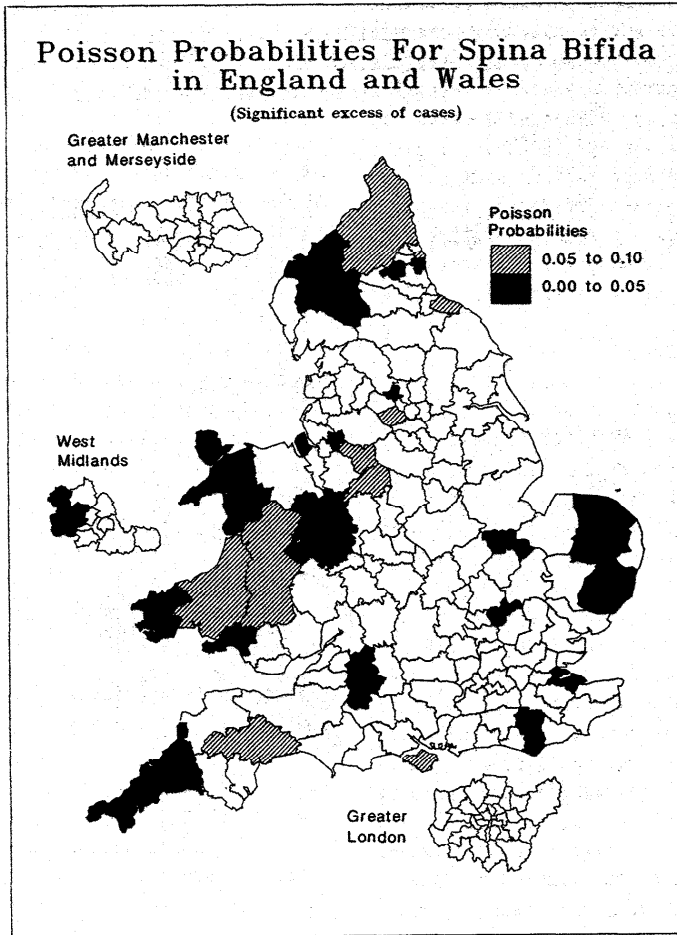 Poisson Probabilities For Spina Bifida
in England and Wales
(Significant excess of cases)
Greater Manchester
and Merseyside
Poisson
Probabilities
0.05 to 0.10
0.00 to 0.05
West
Midlands
Greater
London